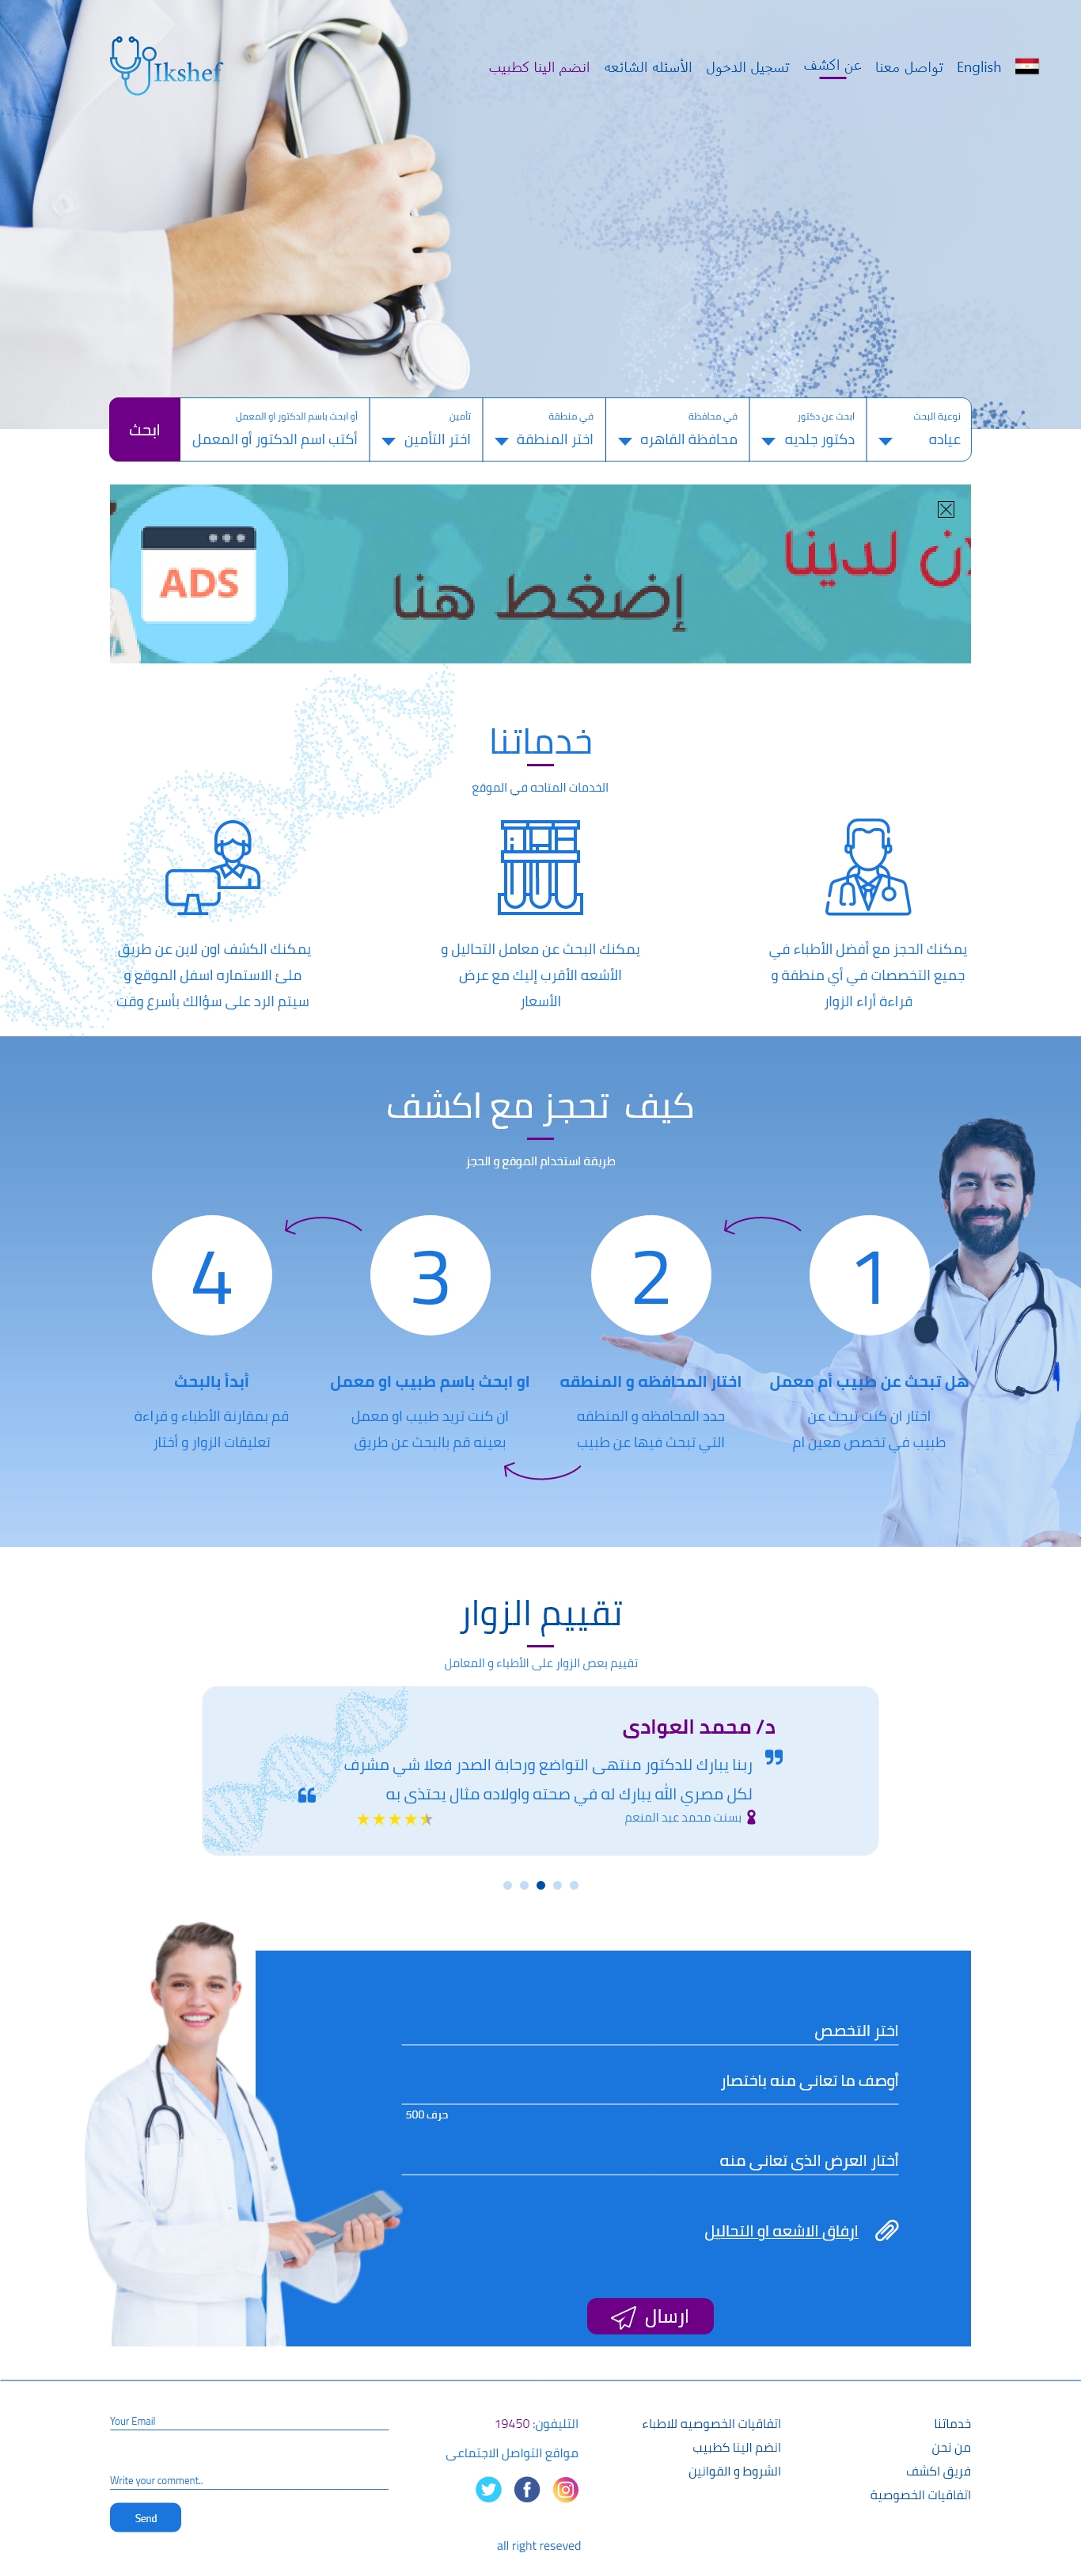 Ikshef
English
تواصل معنا
عن اكشف
تسجيل الدخول
الأسئله الشائعه
انضم الينا كطبيب
نوعية البحث
عياده
ابحث عن دكتور
دكتور جلديه
في محافظة
محافظة القاهره
في منطقة
اختر المنطقة
تأمين
اختر التأمين
أو ابحث باسم الدكتور او المعمل
أكتب اسم الدكتور أو المعمل
ابحث
ن لدينا
إضغط هنا
ADS
خدماتنا
الخدمات المتاحه في الموقع
يمكنك الحجز مع أفضل الأطباء في
جميع التخصصات في أي منطقة و
قراءة أراء الزوار
يمكنك البحث عن معامل التحاليل و
الأشعه الأقرب إليك مع عرض
الأسعار
يمكنك الكشف اون لاين عن طريق
ملئ الاستماره اسفل الموقع و
سيتم الرد على سؤالك بأسرع وقت
كيف تحجز مع اكشف
طريقة استخدام الموقع و الحجز
1
هل تبحث عن طبيب أم معمل
اختار ان كنت تبحث عن
طبيب في تخصص معين ام
2
اختار المحافظه و المنطقه
حدد المحافظه و المنطقه
التي تبحث فيها عن طبيب
3
او ابحث باسم طبيب او معمل
ان كنت تريد طبيب او معمل
بعينه قم بالبحث عن طريق
4
أبدأ بالبحث
قم بمقارنة الأطباء و قراءة
تعليقات الزوار و أختار
تقييم الزوار
تقييم بعض الزوار على الأطباء و المعامل
د/ محمد العوادى
ربنا يبارك للدكتور منتهى التواضع ورحابة الصدر فعلا شي مشرف
لكل مصري الله يبارك له في صحته واولاده مثال يحتذى به
بسنت محمد عبد المنعم
اختر التخصص
أوصف ما تعانى منه باختصار
500 حرف
أختار العرض الذى تعانى منه
ارفاق الاشعه او التحاليل
ارسال
خدماتنا
من نحن
فريق اكشف
اتفاقيات الخصوصية
اتفاقيات الخصوصيه للاطباء
انضم الينا كطبيب
الشروط و القوانين
التليفون: 19450
مواقع التواصل الاجتماعى
Your Email
Write your comment..
Send
all right reseved